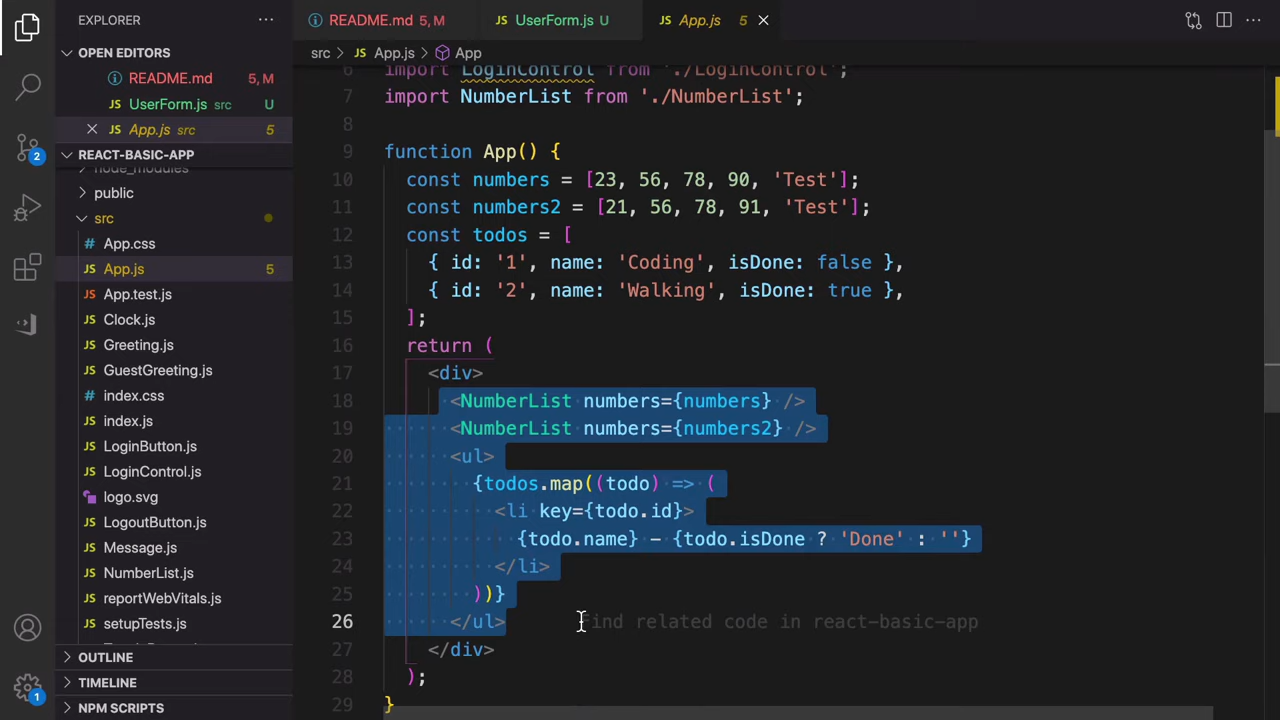 EXPLORER
OPEN EDITORS
README.md 5, M
UserForm.js src U
App.js src 5
REACT-BASIC-APP
node_modules
public
src
App.css
App.js 5
App.test.js
Clock.js
Greeting.js
GuestGreeting.js
index.css
index.js
LoginButton.js
LoginControl.js
logo.svg
LogoutButton.js
Message.js
NumberList.js
reportWebVitals.js
setupTests.js
OUTLINE
TIMELINE
NPM SCRIPTS
2
1
README.md 5, M
UserForm.js U
App.js 5
src > App.js > App
6 import LoginControl from './LoginControl';
7 import NumberList from './NumberList';
8
9 function App() {
10 const numbers = [23, 56, 78, 90, 'Test'];
11 const numbers2 = [21, 56, 78, 91, 'Test'];
12 const todos = [
13 { id: '1', name: 'Coding', isDone: false },
14 { id: '2', name: 'Walking', isDone: true },
15 ];
16 return (
17 <div>
18 <NumberList numbers={numbers} />
19 <NumberList numbers={numbers2} />
20 <ul>
21 {todos.map((todo) => (
22 <li key={todo.id}>
23 {todo.name} - {todo.isDone ? 'Done' : ''}
24 </li>
25 ))}
26 </ul> Find related code in react-basic-app
27 </div>
28 );
29 }